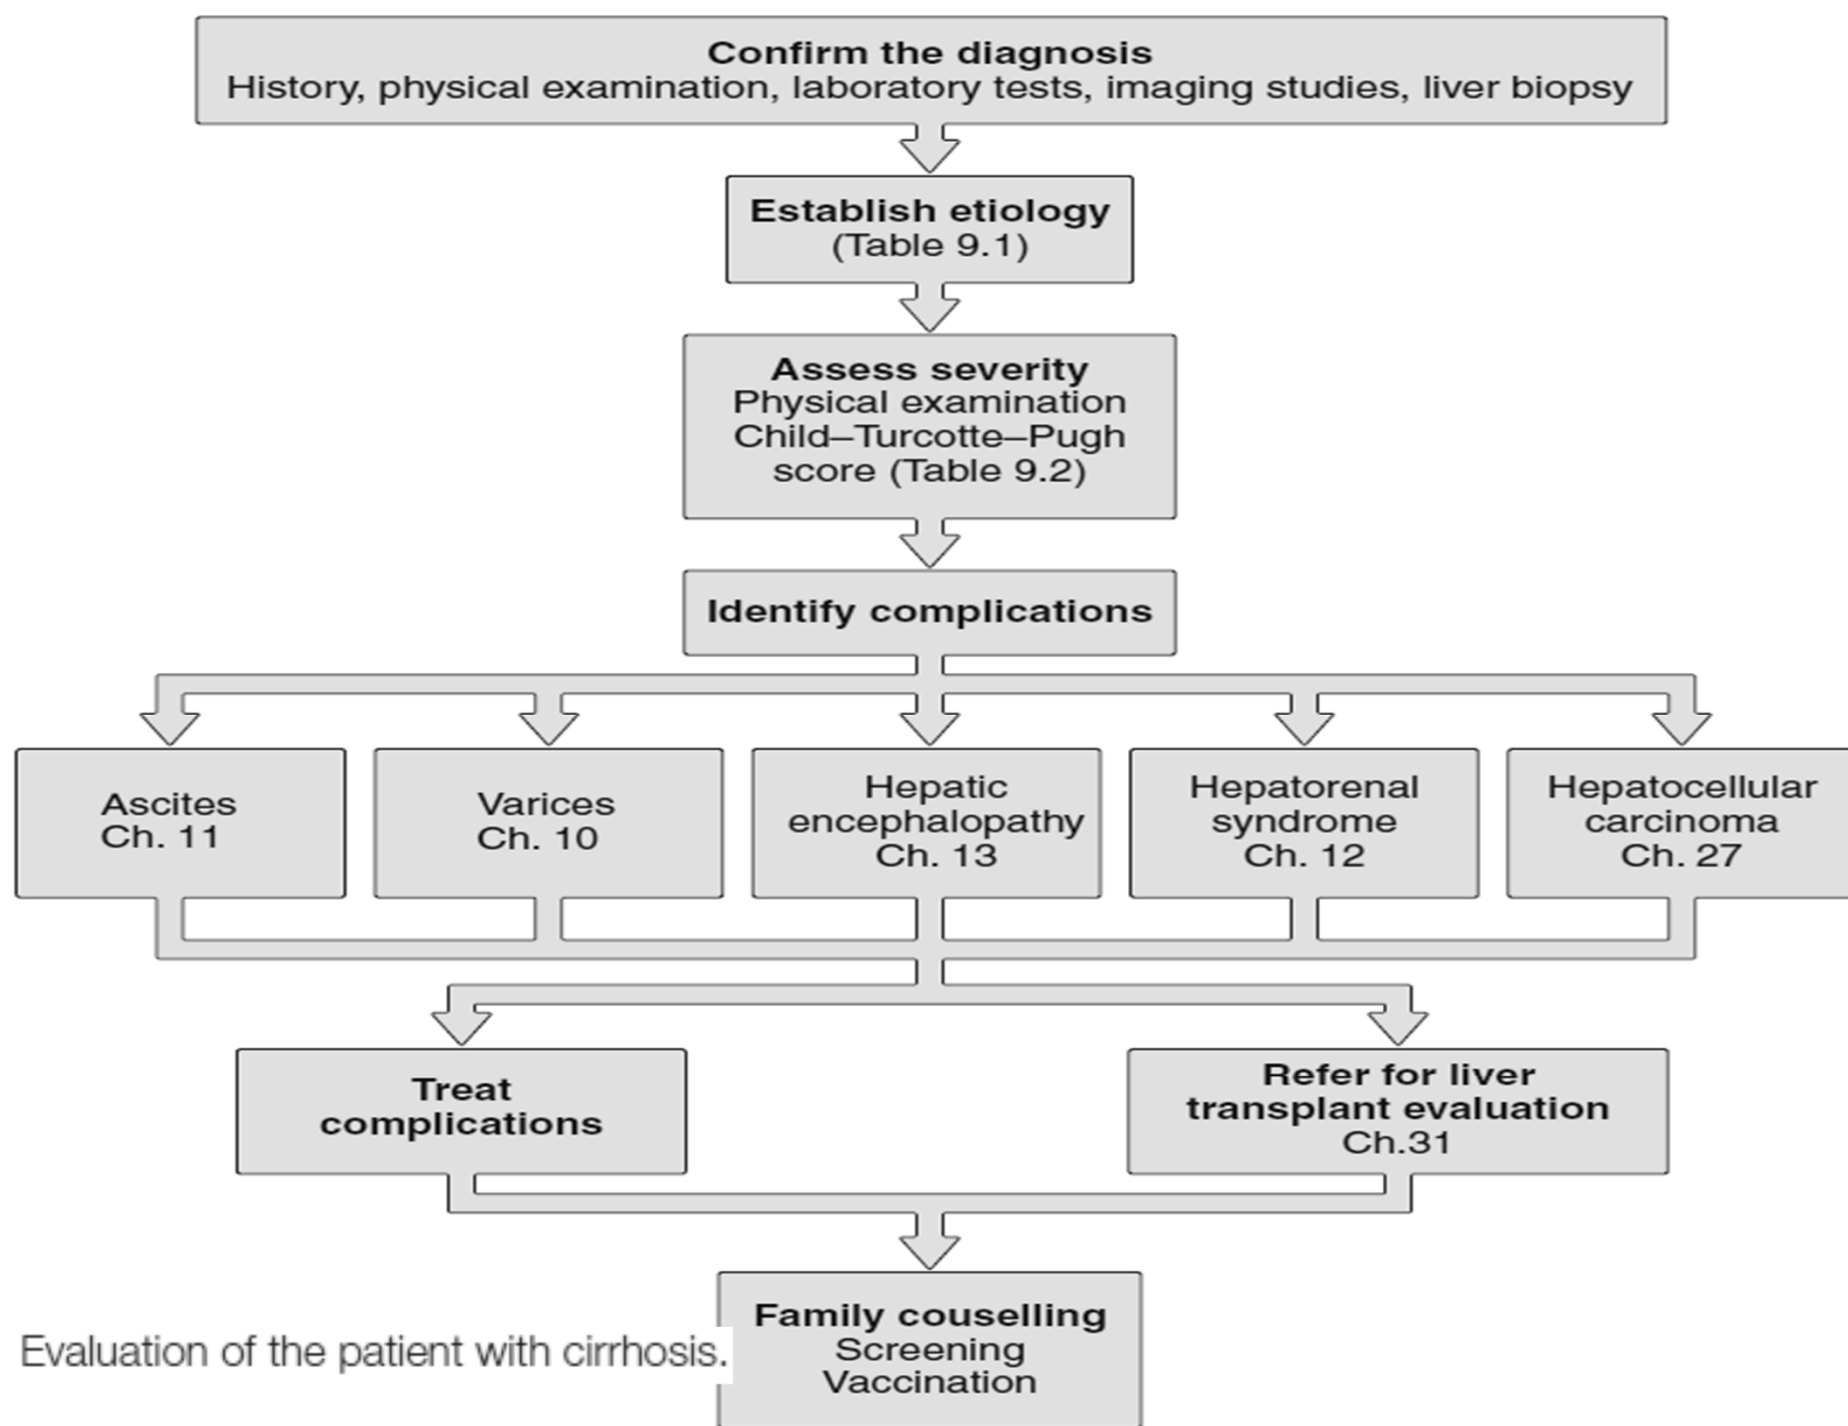 Confirm the diagnosis
History, physical examination, laboratory tests, imaging studies, liver biopsy
Establish etiology
(Table 9.1)
Assess severity
Physical examination
Child–Turcotte–Pugh
score (Table 9.2)
Identify complications
Ascites
Ch. 11
Varices
Ch. 10
Hepatic
encephalopathy
Ch. 13
Hepatorenal
syndrome
Ch. 12
Hepatocellular
carcinoma
Ch. 27
Treat
complications
Refer for liver
transplant evaluation
Ch.31
Family couselling
Screening
Vaccination
Evaluation of the patient with cirrhosis.